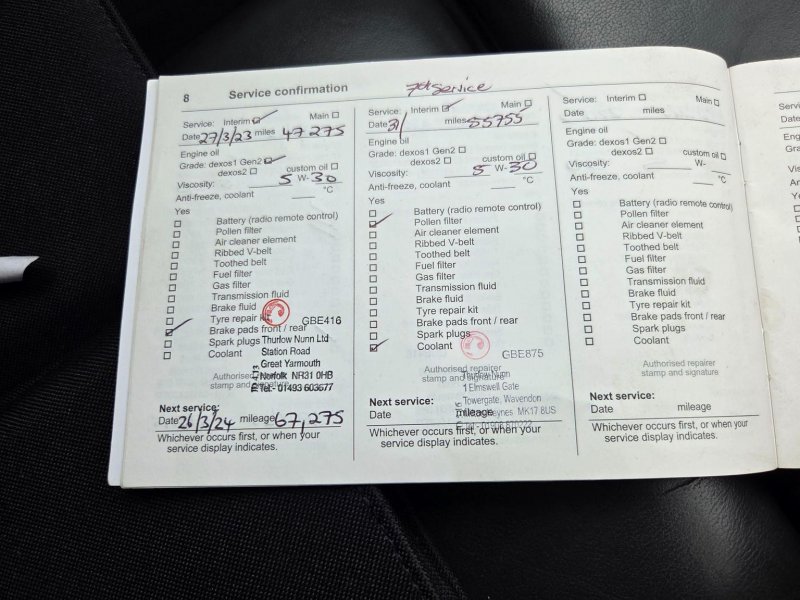 8 Service confirmation
Service: Interim Main
Date 27/3/23 miles 47 275
Engine oil
Grade: dexos1 Gen2
dexos2 custom oil
Viscosity: 5 W-30
Anti-freeze, coolant °C
Yes
Battery (radio remote control)
Pollen filter
Air cleaner element
Ribbed V-belt
Toothed belt
Fuel filter
Gas filter
Transmission fluid
Brake fluid
Tyre repair kit
GBE416
Brake pads front / rear
Spark plugs Thurlow Nunn Ltd
Coolant Station Road
Great Yarmouth
Authorised Norfolk NR31 0HB
stamp and signature Tel:- 01493 603677
Next service:
Date 26/3/24 mileage 67,275
Whichever occurs first, or when your
service display indicates.
service
Service: Interim Main
Date miles 55755
Engine oil
Grade: dexos1 Gen2
dexos2 custom oil
Viscosity: 5 W-30
Anti-freeze, coolant °C
Yes
Battery (radio remote control)
Pollen filter
Air cleaner element
Ribbed V-belt
Toothed belt
Fuel filter
Gas filter
Transmission fluid
Brake fluid
Tyre repair kit
Brake pads front / rear
Spark plugs
Coolant
GBE875
Authorised repairer
stamp and signature
Thurlow Nunn
1 Elmswell Gate
Next service: Towergate, Wavendon
Date mileage MK17 8US
Whichever occurs first, or when your
service display indicates.
Service: Interim Main
Date miles
Engine oil
Grade: dexos1 Gen2
dexos2 custom oil
Viscosity: W-
Anti-freeze, coolant °C
Yes
Battery (radio remote control)
Pollen filter
Air cleaner element
Ribbed V-belt
Toothed belt
Fuel filter
Gas filter
Transmission fluid
Brake fluid
Tyre repair kit
Brake pads front / rear
Spark plugs
Coolant
Authorised repairer
stamp and signature
Next service:
Date mileage
Whichever occurs first, or when your
service display indicates.